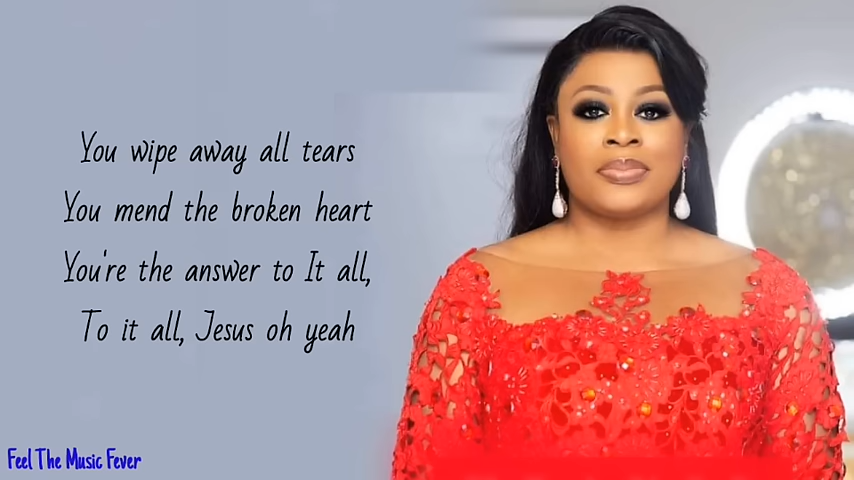 You wipe away all tears
You mend the broken heart
You're the answer to It all,
To it all, Jesus oh yeah
Feel The Music Fever